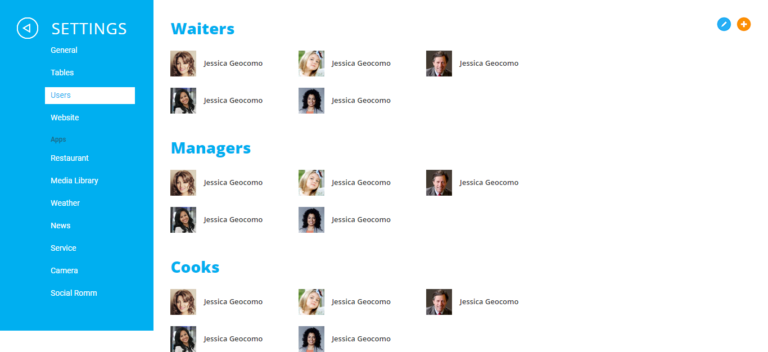 SETTINGS
General
Tables
Users
Website
Apps
Restaurant
Media Library
Weather
News
Service
Camera
Social Romm
Waiters
Jessica Geocomo Jessica Geocomo Jessica Geocomo
Jessica Geocomo Jessica Geocomo
Managers
Jessica Geocomo Jessica Geocomo Jessica Geocomo
Jessica Geocomo Jessica Geocomo
Cooks
Jessica Geocomo Jessica Geocomo Jessica Geocomo
Jessica Geocomo Jessica Geocomo